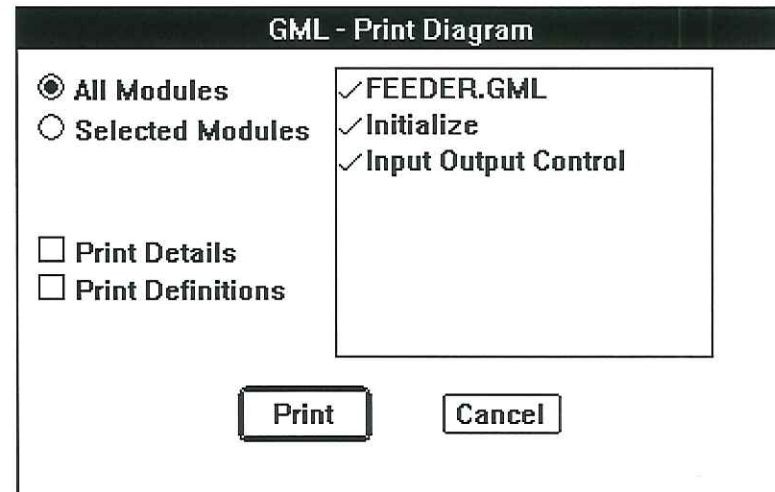 GML - Print Diagram
All Modules
Selected Modules
Print Details
Print Definitions
FEEDER.GML
Initialize
Input Output Control
Print
Cancel